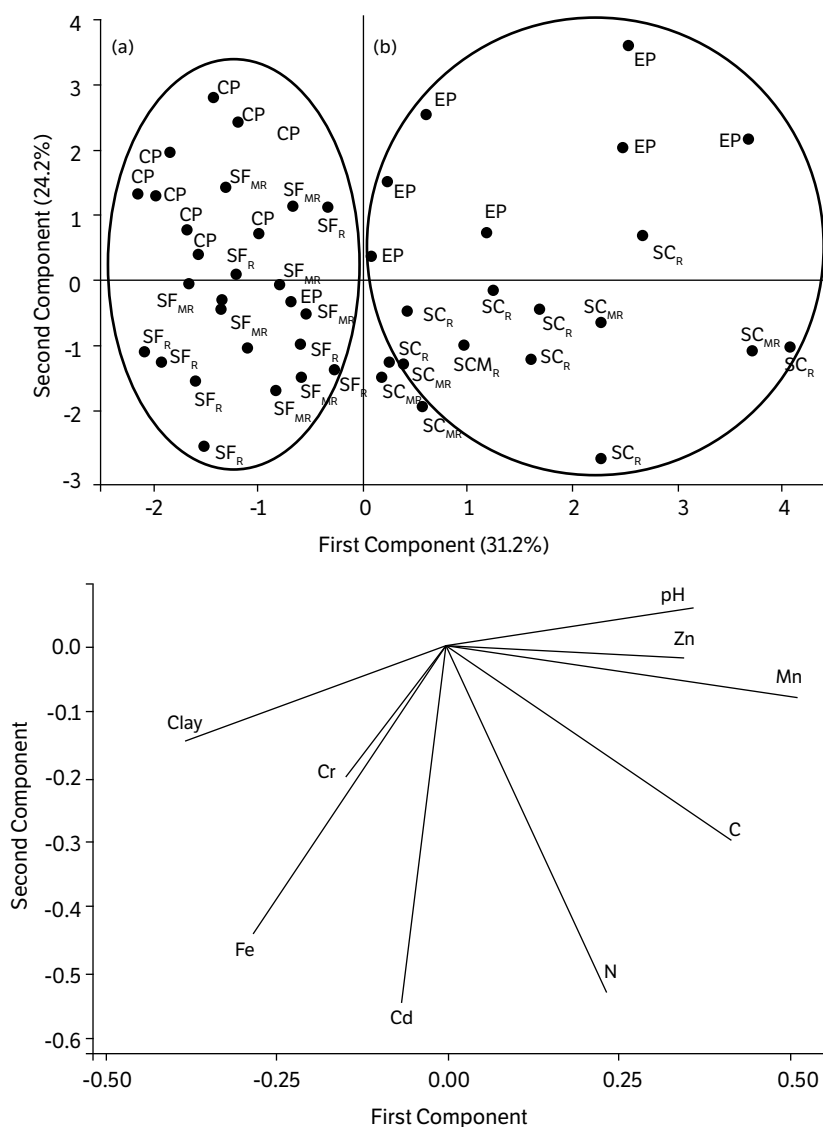 4
(a)
(b)
EP
3
CP
EP
CP
CP
2
CP
EP
EP
CP
SF_MR
EP
CP
SF_MR
1
CP
SF_R
EP
SC_R
CP
CP
SF_R
EP
0
SF_MR
SF_MR
EP
SF_MR
SF_MR
SC_R
SC_R
SC_R
SC_MR
-1
SF_R
SF_R
SF_R
SC_R
SCM_R
SC_R
SC_MR
SC_R
SF_R
SF_MR
SF_MR
SF_R
SC_MR
SC_MR
-2
SC_MR
SF_R
SC_R
-3
Second Component (24.2%)
-2 -1 0 1 2 3 4
First Component (31.2%)
pH
0.0
Zn
Mn
-0.1
Clay
-0.2
Cr
-0.3
C
-0.4
Fe
-0.5
N
Cd
-0.6
Second Component
-0.50 -0.25 0.00 0.25 0.50
First Component